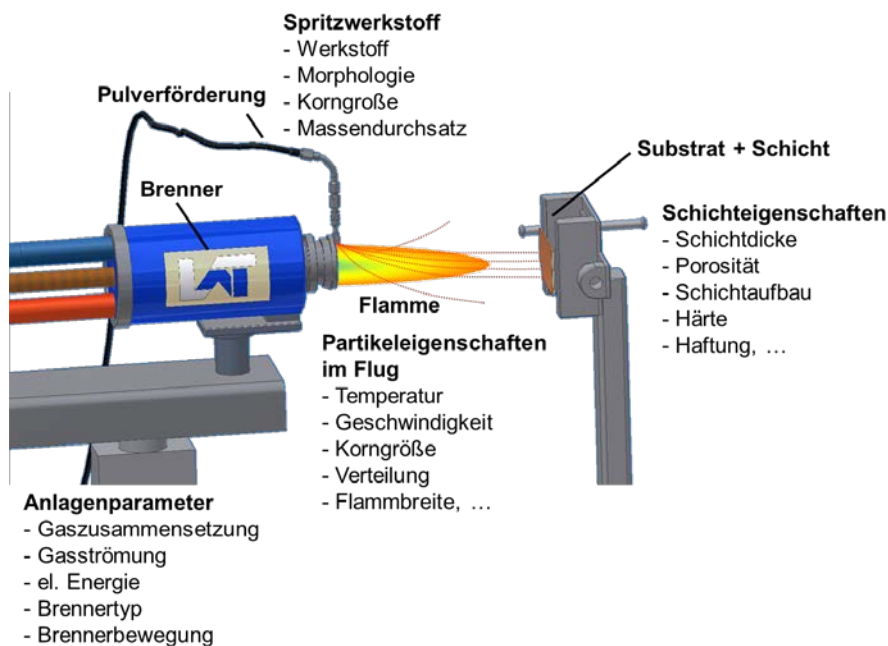 Spritzwerkstoff
- Werkstoff
- Morphologie
- Korngroße
- Massendurchsatz
Pulverförderung
Substrat + Schicht
Brenner
Schichteigenschaften
- Schichtdicke
- Porosität
- Schichtaufbau
- Härte
- Haftung, …
LAT
Flamme
Partikeleigenschaften
im Flug
- Temperatur
- Geschwindigkeit
- Korngröße
- Verteilung
- Flammbreite, …
Anlagenparameter
- Gaszusammensetzung
- Gasströmung
- el. Energie
- Brennertyp
- Brennerbewegung